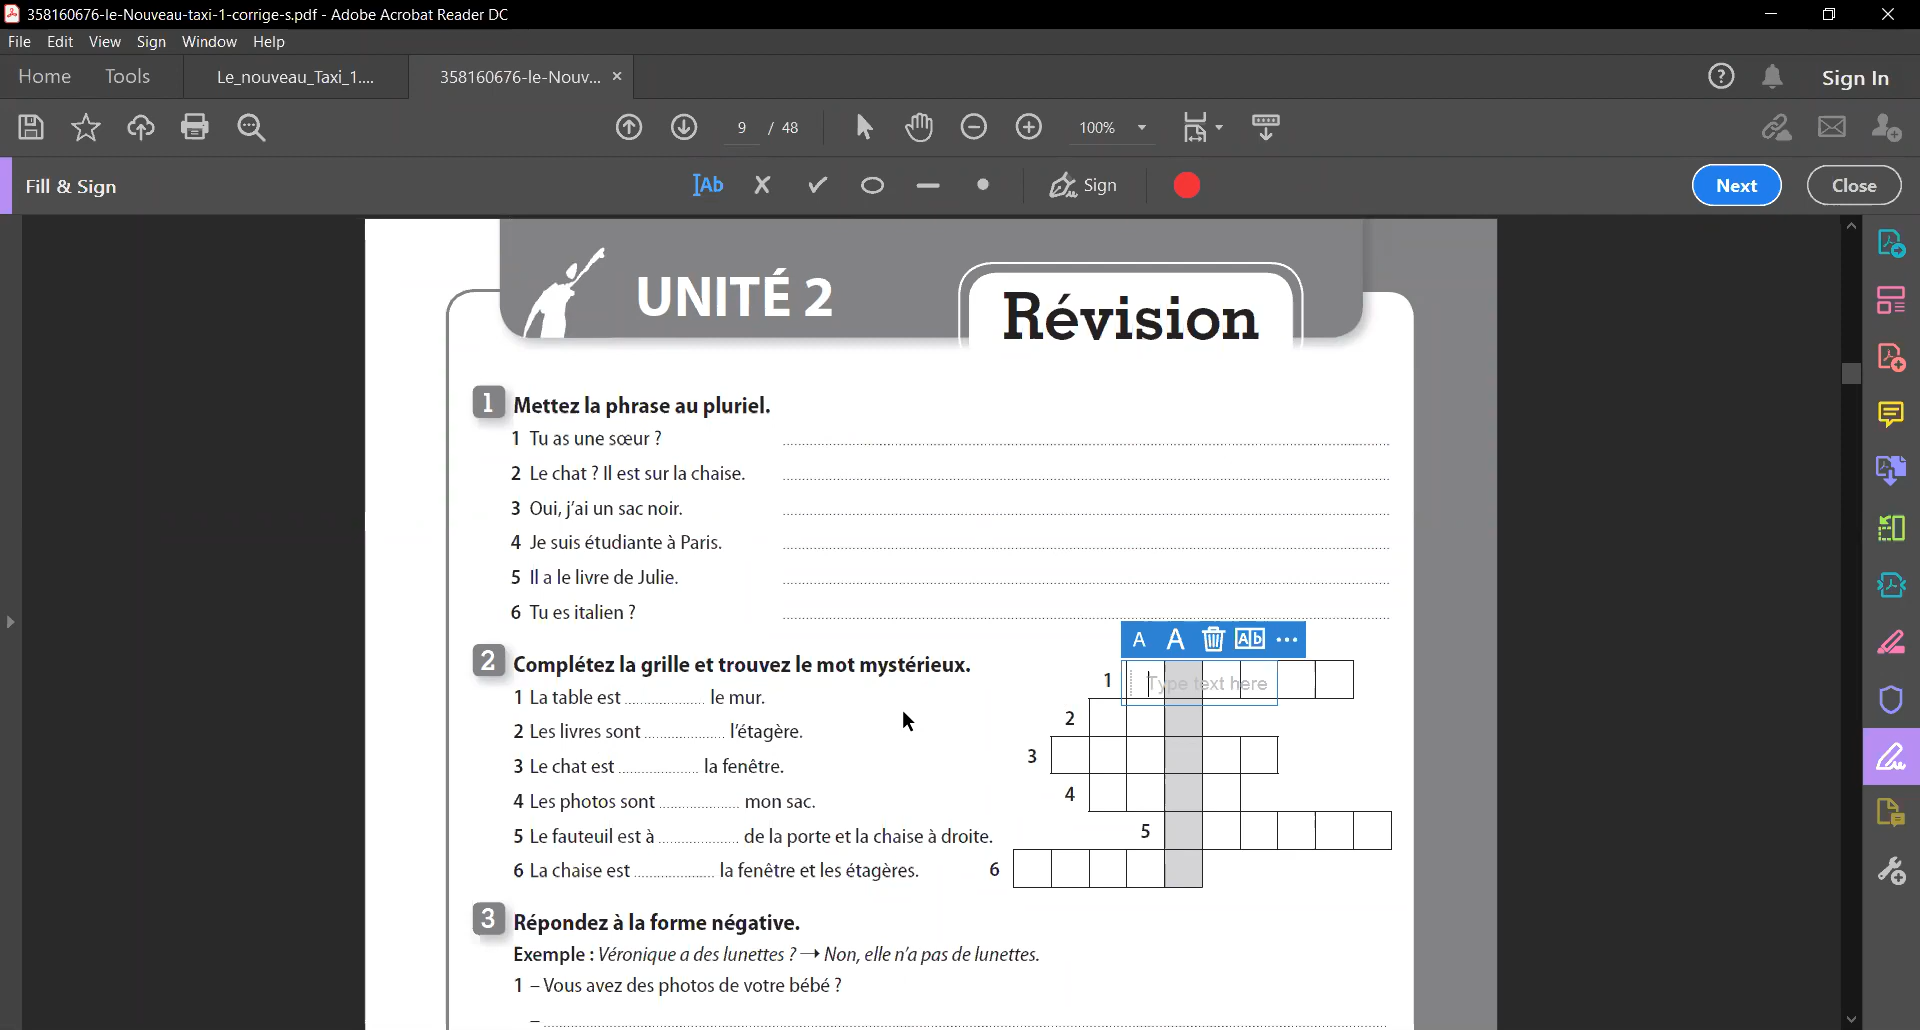 358160676-le-Nouveau-taxi-1-corrige-s.pdf - Adobe Acrobat Reader DC
File Edit View Sign Window Help
Home Tools Le_nouveau_Taxi_1.... 358160676-le-Nouv... × Sign In
9 / 48 100%
Fill & Sign Ab Sign Next Close
UNITÉ 2
Révision
1 Mettez la phrase au pluriel.
1 Tu as une sœur ?
2 Le chat ? Il est sur la chaise.
3 Oui, j'ai un sac noir.
4 Je suis étudiante à Paris.
5 Il a le livre de Julie.
6 Tu es italien ?
A A Ab ...
2 Complétez la grille et trouvez le mot mystérieux.
1 La table est .................... le mur.
2 Les livres sont .................... l'étagère.
3 Le chat est .................... la fenêtre.
4 Les photos sont .................... mon sac.
5 Le fauteuil est à .................... de la porte et la chaise à droite.
6 La chaise est .................... la fenêtre et les étagères.
1 Type text here
2
3
4
5
6
3 Répondez à la forme négative.
Exemple : Véronique a des lunettes ? → Non, elle n'a pas de lunettes.
1 – Vous avez des photos de votre bébé ?
–